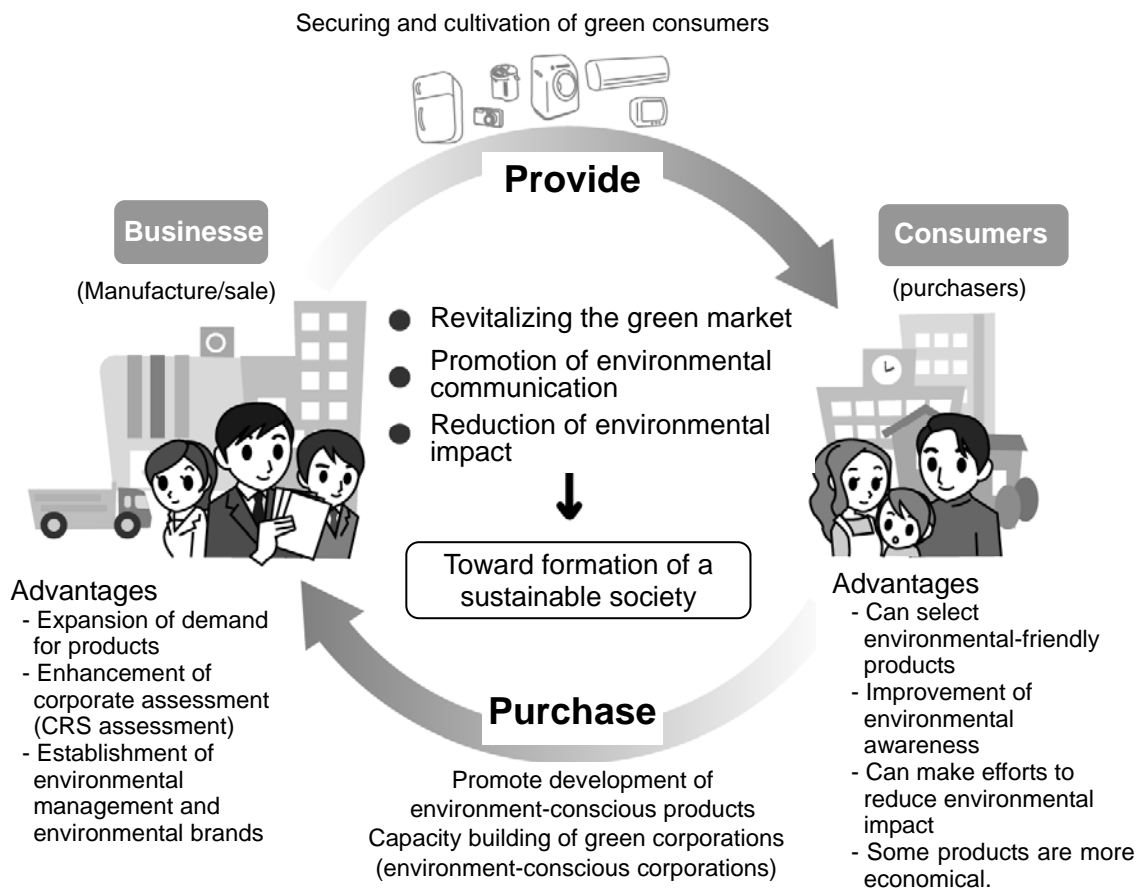 Securing and cultivation of green consumers
Provide
Businesse
(Manufacture/sale)
Consumers
(purchasers)
● Revitalizing the green market
● Promotion of environmental
communication
● Reduction of environmental
impact
Toward formation of a
sustainable society
Advantages
- Expansion of demand
for products
- Enhancement of
corporate assessment
(CRS assessment)
- Establishment of
environmental
management and
environmental brands
Advantages
- Can select
environmental-friendly
products
- Improvement of
environmental
awareness
- Can make efforts to
reduce environmental
impact
- Some products are more
economical.
Purchase
Promote development of
environment-conscious products
Capacity building of green corporations
(environment-conscious corporations)